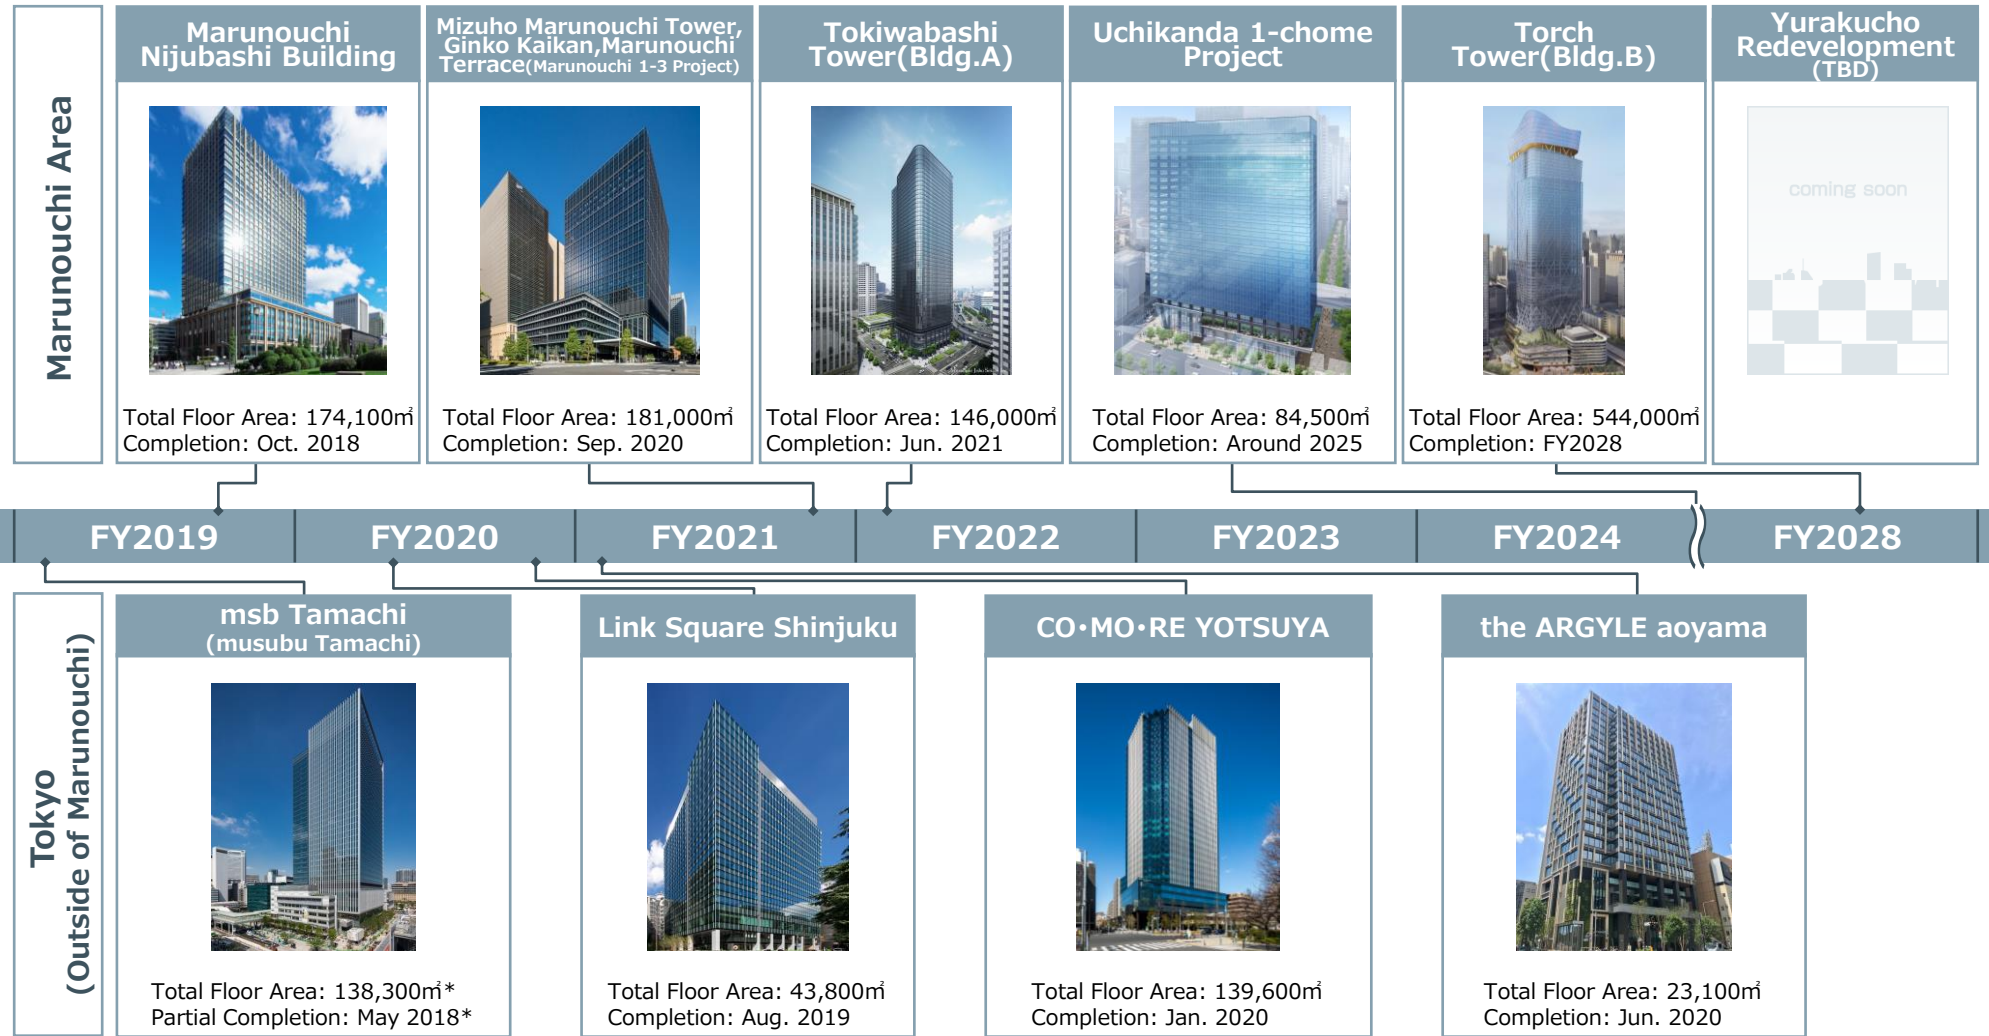 Marunouchi Area
Marunouchi
Nijubashi Building
Total Floor Area: 174,100㎡
Completion: Oct. 2018
Mizuho Marunouchi Tower,
Ginko Kaikan,Marunouchi
Terrace(Marunouchi 1-3 Project)
Total Floor Area: 181,000㎡
Completion: Sep. 2020
Tokiwabashi
Tower(Bldg.A)
Total Floor Area: 146,000㎡
Completion: Jun. 2021
Uchikanda 1-chome
Project
Total Floor Area: 84,500㎡
Completion: Around 2025
Torch
Tower(Bldg.B)
Total Floor Area: 544,000㎡
Completion: FY2028
Yurakucho
Redevelopment
(TBD)
coming soon
FY2019
FY2020
FY2021
FY2022
FY2023
FY2024
FY2028
Tokyo
(Outside of Marunouchi)
msb Tamachi
(musubu Tamachi)
Total Floor Area: 138,300㎡*
Partial Completion: May 2018*
Link Square Shinjuku
Total Floor Area: 43,800㎡
Completion: Aug. 2019
CO・MO・RE YOTSUYA
Total Floor Area: 139,600㎡
Completion: Jan. 2020
the ARGYLE aoyama
Total Floor Area: 23,100㎡
Completion: Jun. 2020